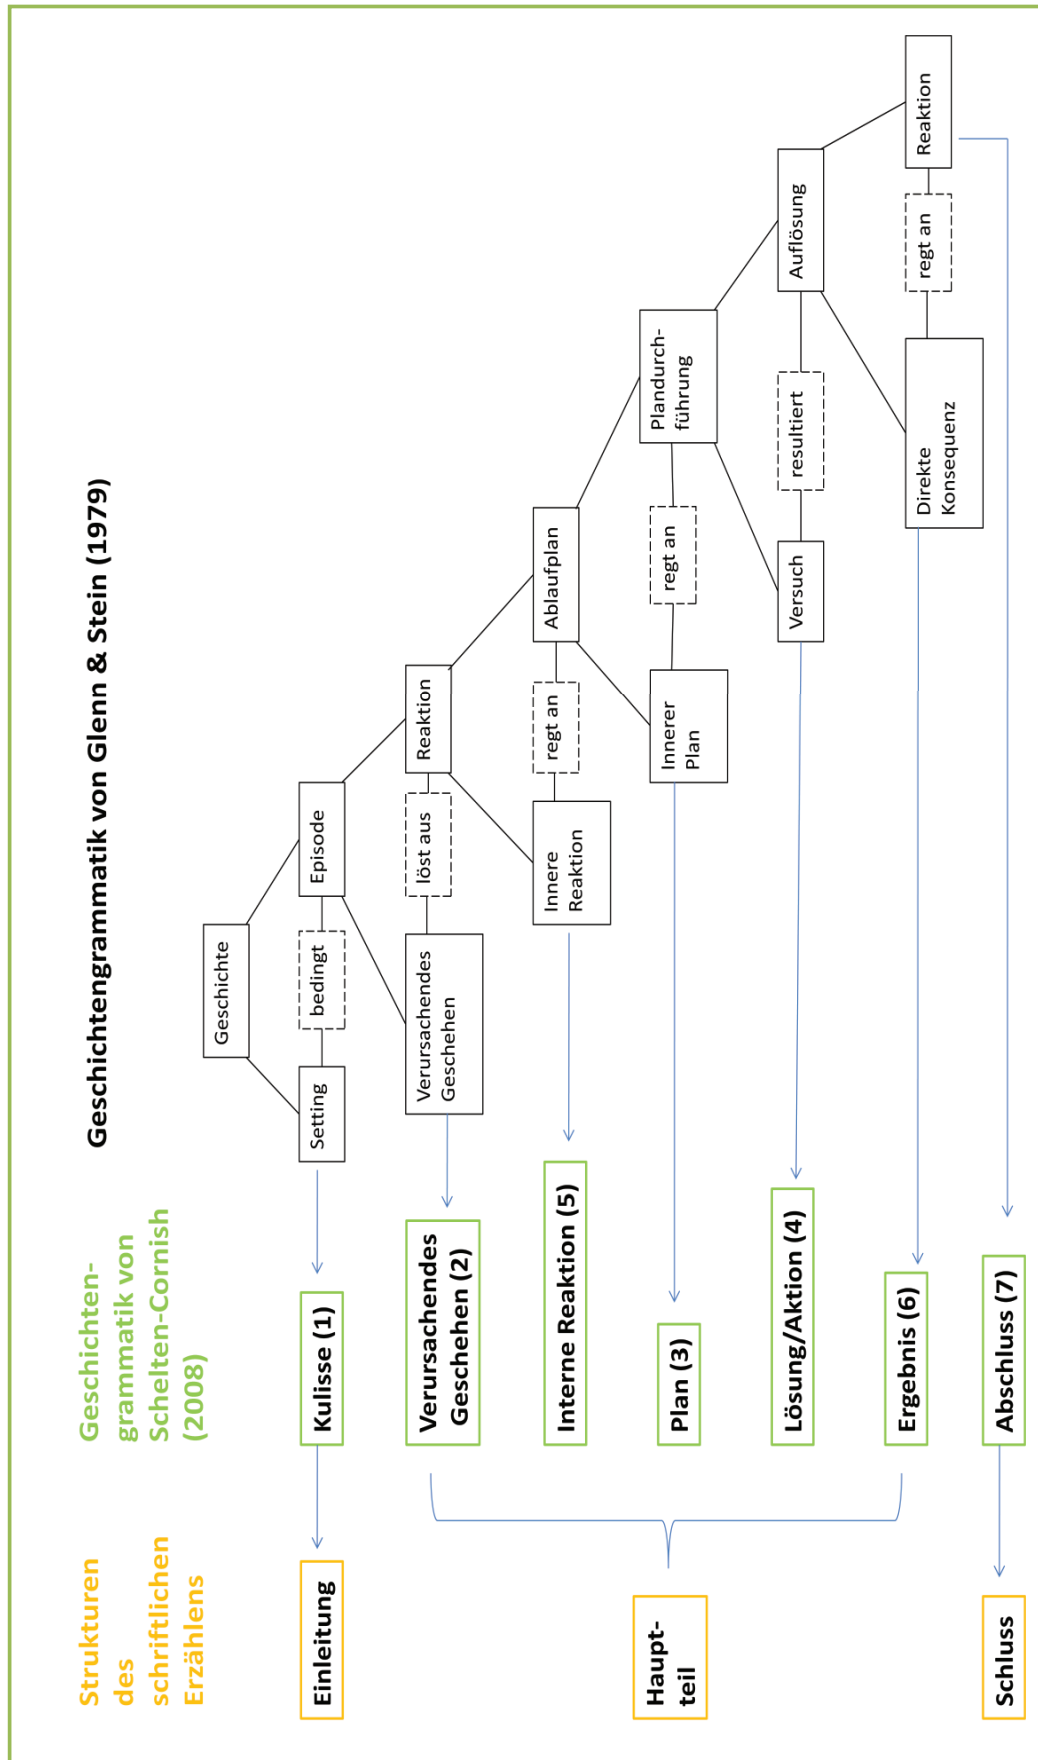 Strukturen
des
schriftlichen
Erzählens
Geschichten-
grammatik von
Schelten-Cornish
(2008)
Geschichtengrammatik von Glenn & Stein (1979)
Geschichte
Einleitung
Kulisse (1)
Setting
bedingt
Episode
Verursachendes
Geschehen (2)
Verursachendes
Geschehen
löst aus
Reaktion
Interne Reaktion (5)
Innere
Reaktion
regt an
Ablaufplan
Haupt-
teil
Plan (3)
Innerer
Plan
regt an
Plandurch-
führung
Lösung/Aktion (4)
Versuch
resultiert
Auflösung
Ergebnis (6)
Direkte
Konsequenz
regt an
Reaktion
Schluss
Abschluss (7)